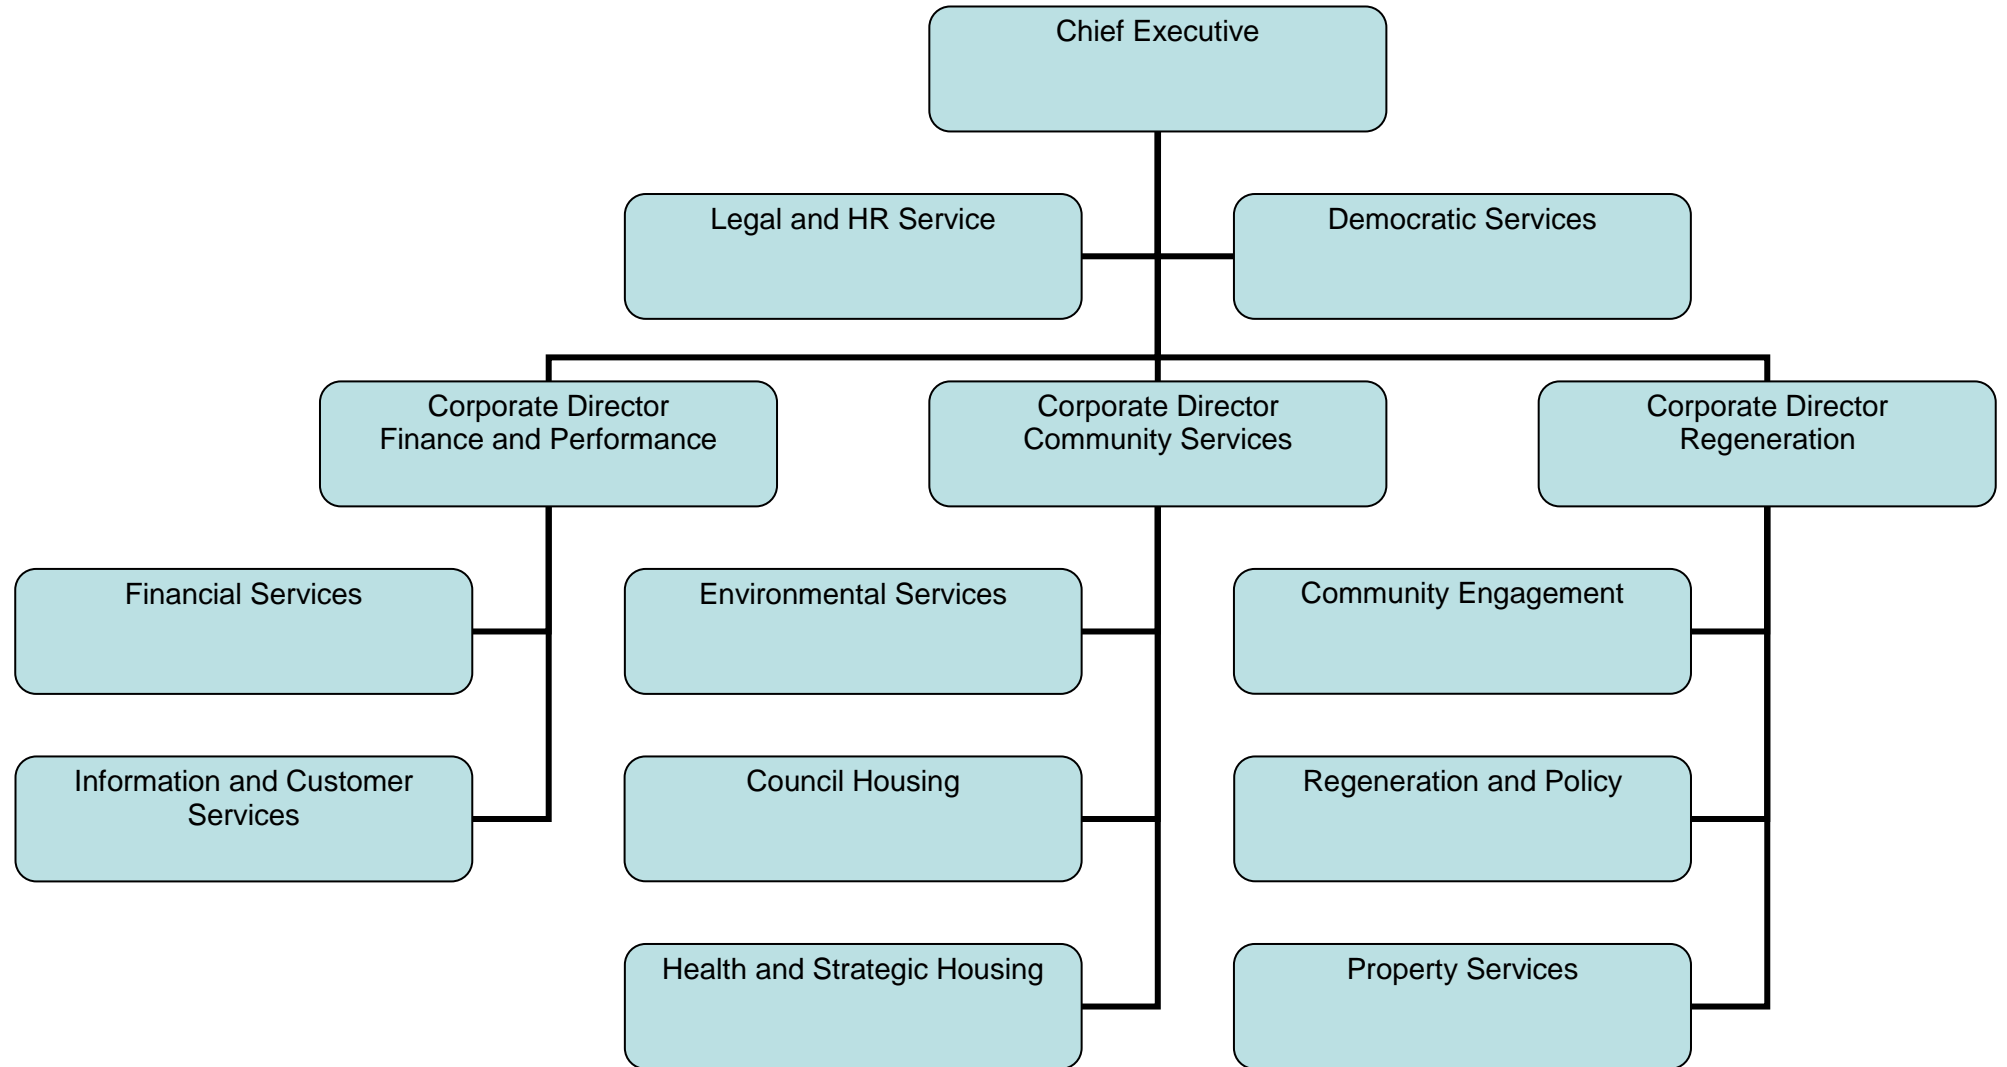 Chief Executive
Legal and HR Service
Democratic Services
Corporate Director
Finance and Performance
Corporate Director
Community Services
Corporate Director
Regeneration
Financial Services
Environmental Services
Community Engagement
Information and Customer
Services
Council Housing
Regeneration and Policy
Health and Strategic Housing
Property Services